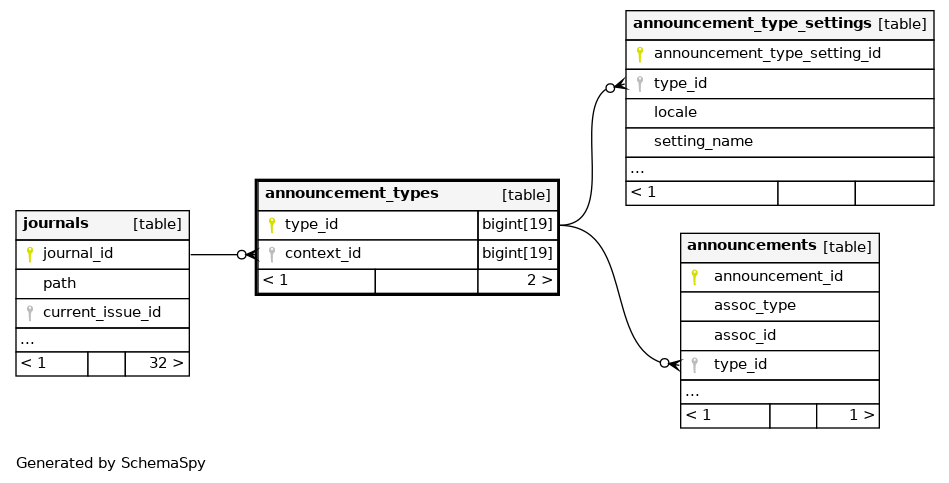 announcement_type_settings [table]
announcement_type_setting_id
type_id
locale
setting_name
...
< 1
announcement_types [table]
type_id bigint[19]
context_id bigint[19]
< 1 2 >
journals [table]
journal_id
path
current_issue_id
...
< 1 32 >
announcements [table]
announcement_id
assoc_type
assoc_id
type_id
...
< 1 1 >
Generated by SchemaSpy